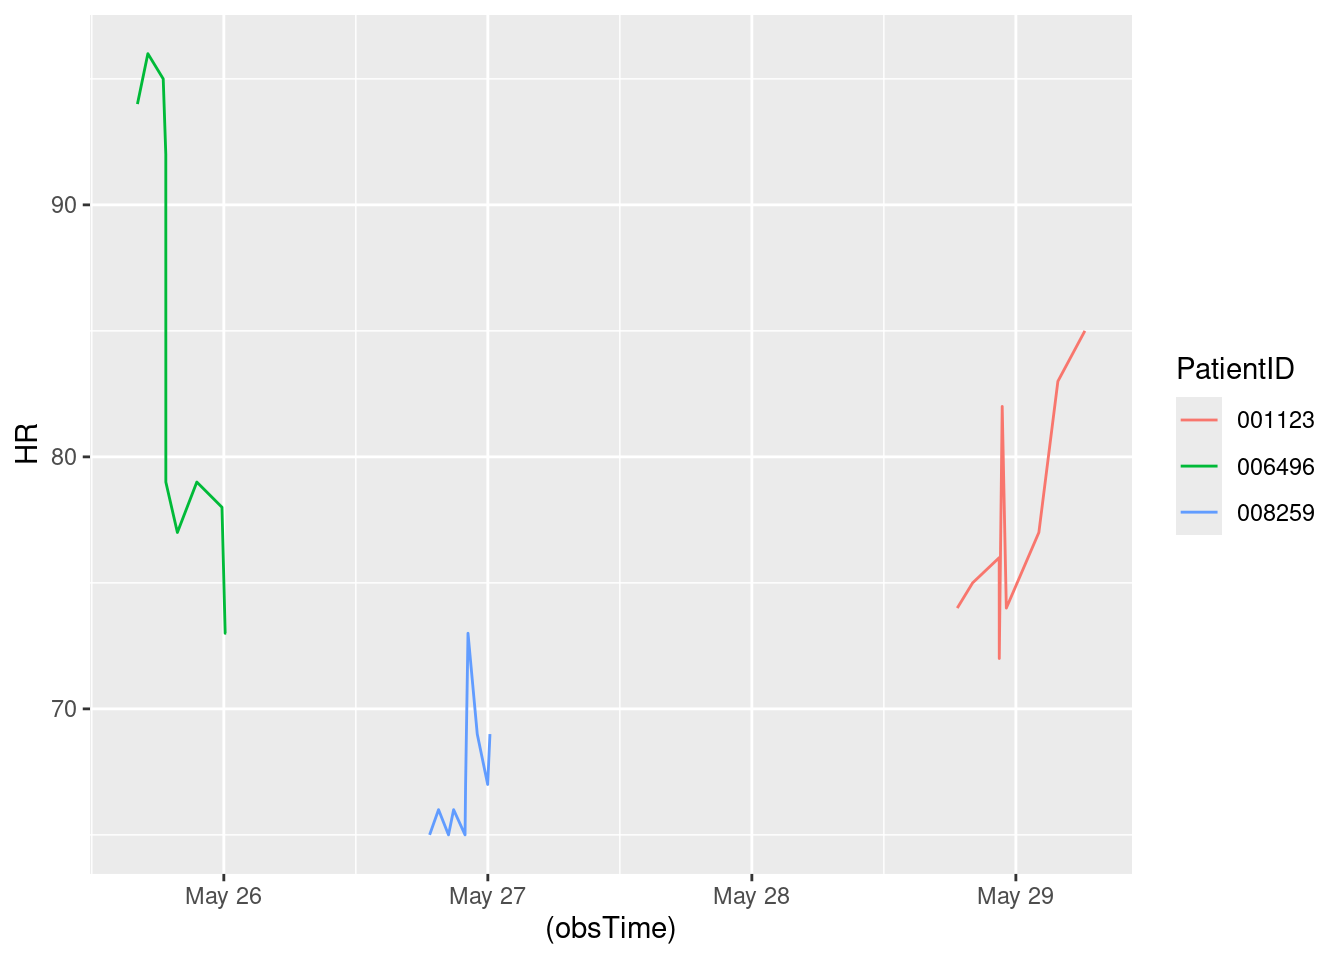 90
80
70
HR
May 26
May 27
May 28
May 29
(obsTime)
PatientID
001123
006496
008259